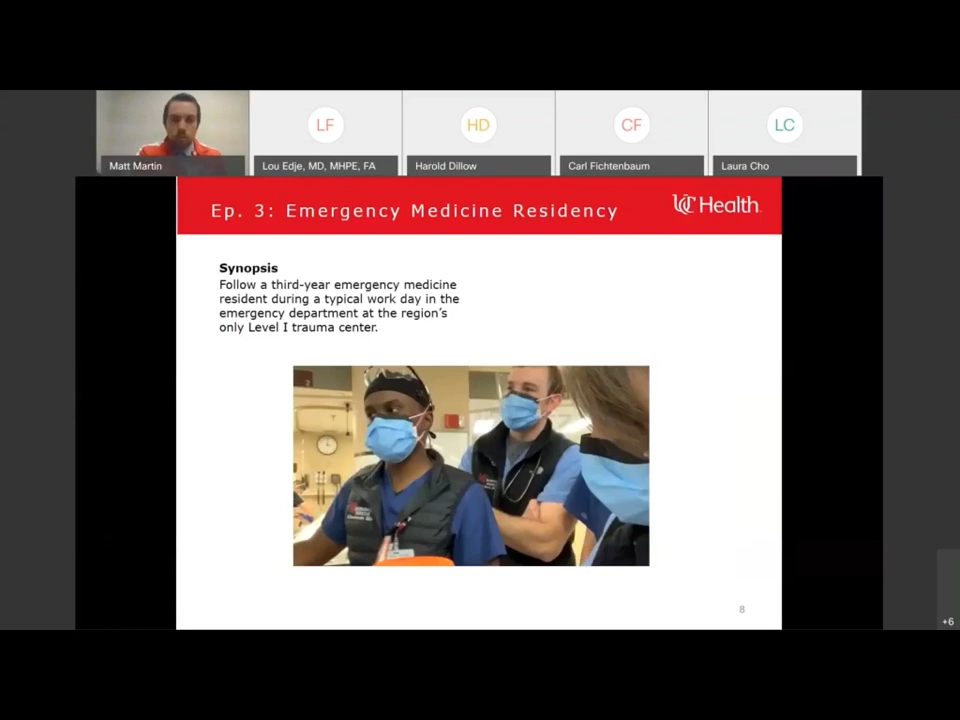 LF
HD
CF
LC
Matt Martin
Lou Edje, MD, MHPE, FA
Harold Dillow
Carl Fichtenbaum
Laura Cho
Ep. 3: Emergency Medicine Residency
UC Health
Synopsis
Follow a third-year emergency medicine
resident during a typical work day in the
emergency department at the region's
only Level I trauma center.
8
+6